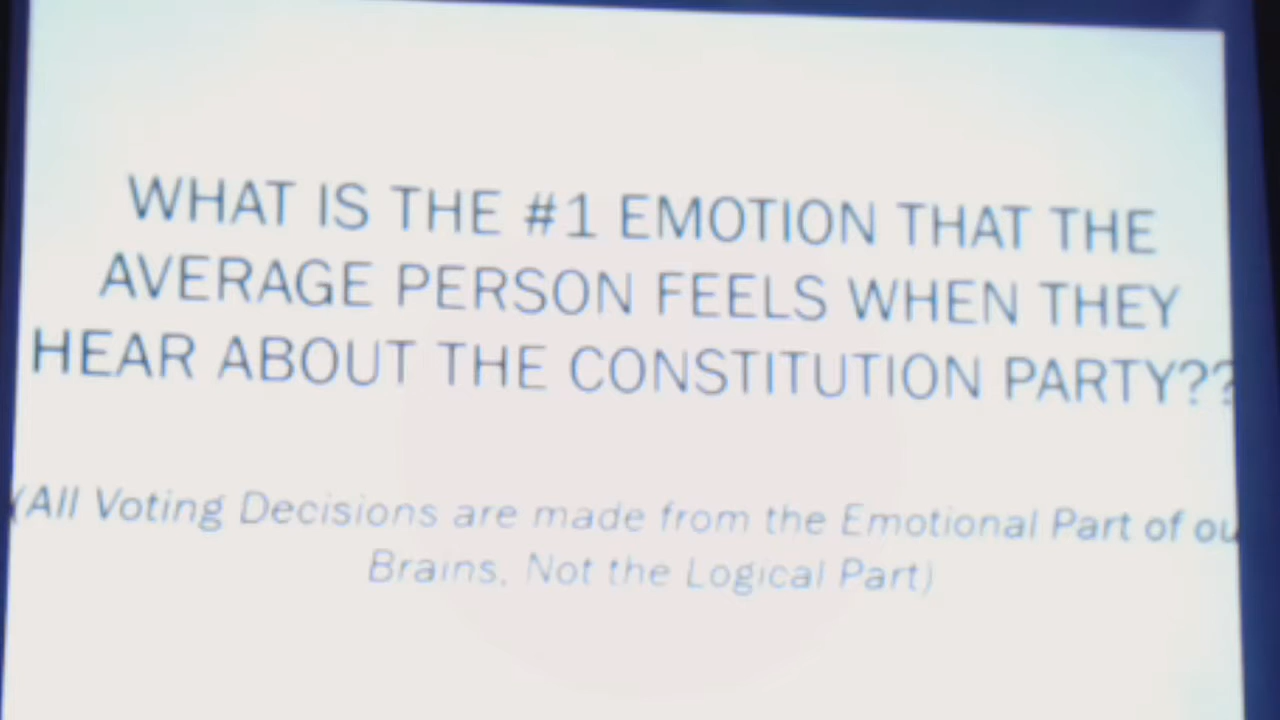 WHAT IS THE #1 EMOTION THAT THE
AVERAGE PERSON FEELS WHEN THEY
HEAR ABOUT THE CONSTITUTION PARTY??
(All Voting Decisions are made from the Emotional Part of ou
Brains, Not the Logical Part)